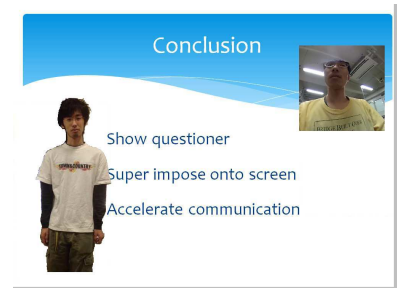 Conclusion
Show questioner
Super impose onto screen
Accelerate communication